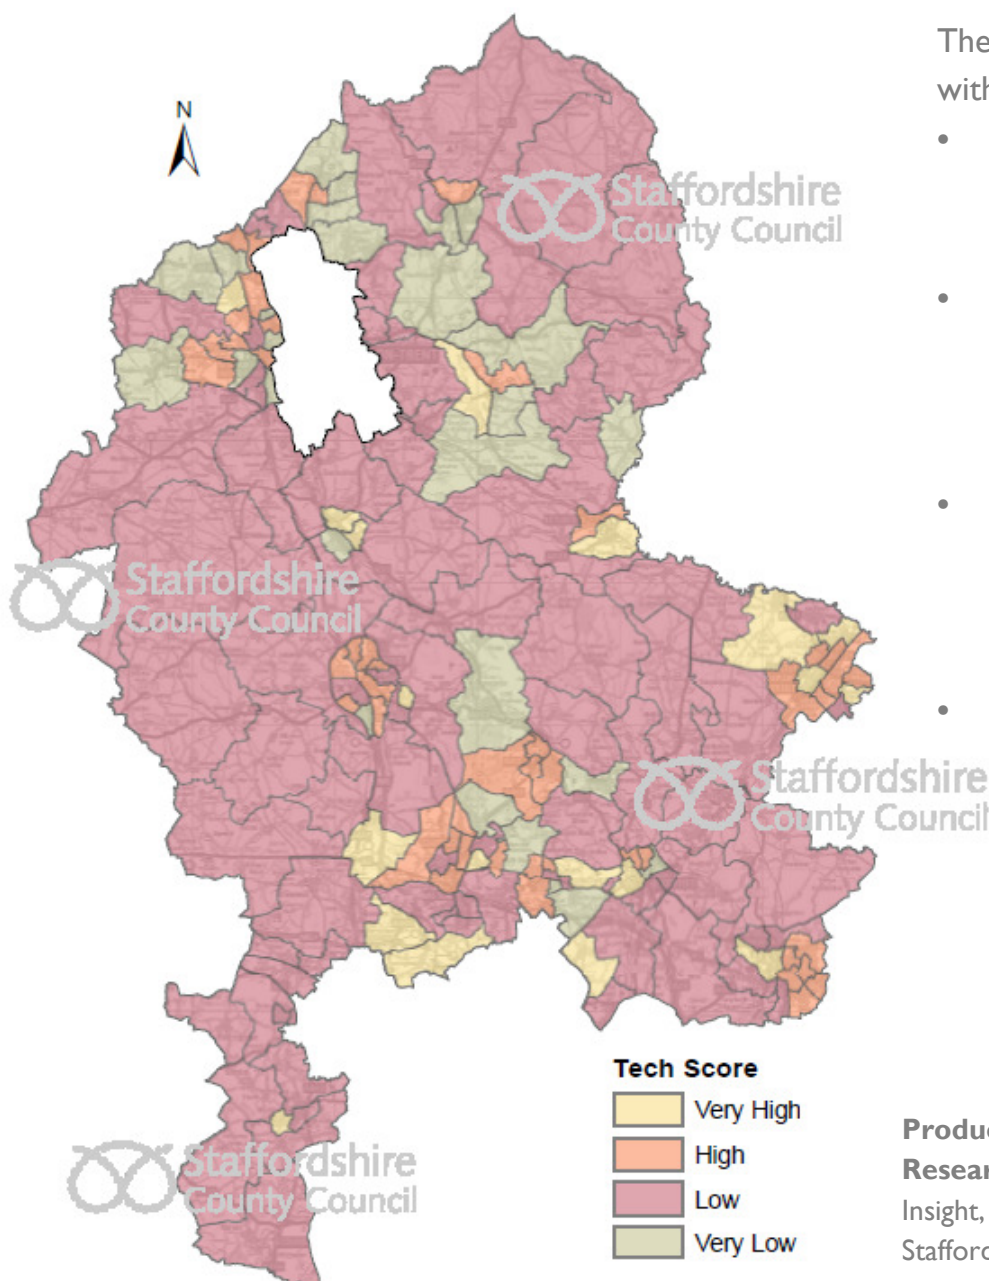 The
with
N
Staffordshire
County Council
Staffordshire
County Council
Staffordshire
County Council
Tech Score
Very High
High
Low
Very Low
Staffordshire
County Council
Produc
Resear
Insight,
Stafford